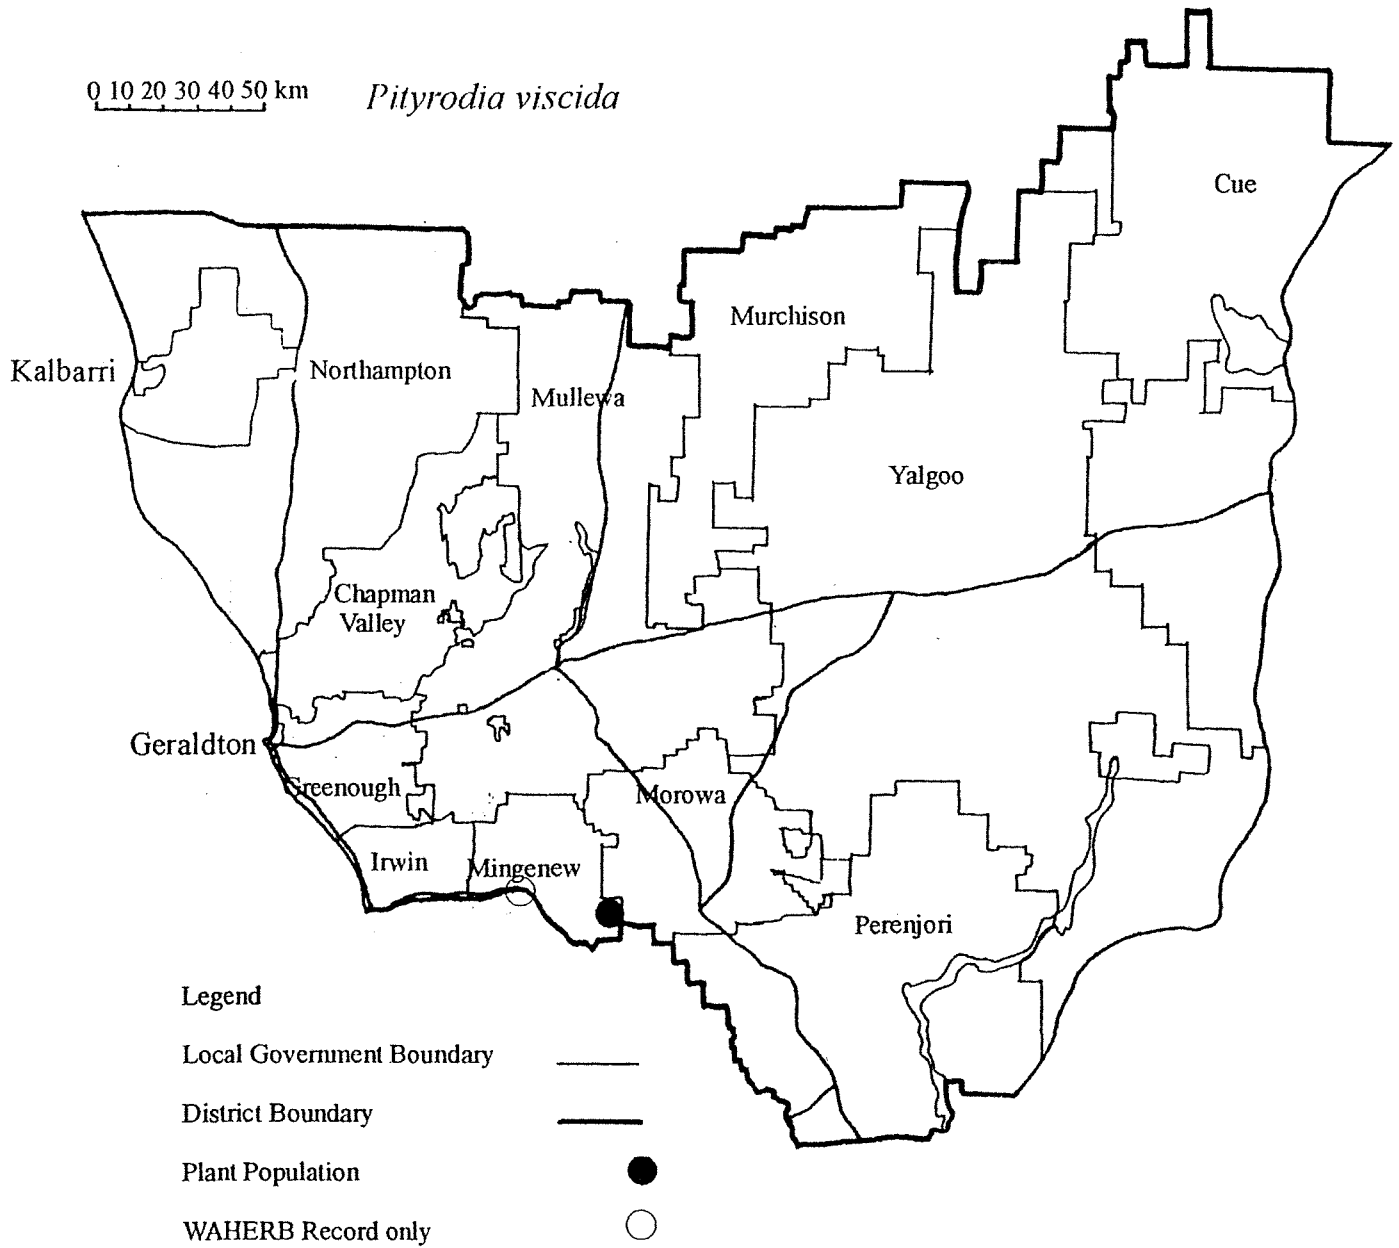 0 10 20 30 40 50 km
Pityrodia viscida
Cue
Murchison
Kalbarri
Northampton
Mullewa
Yalgoo
Chapman
Valley
Geraldton
Greenough
Morowa
Irwin
Mingenew
Perenjori
Legend
Local Government Boundary
District Boundary
Plant Population
WAHERB Record only